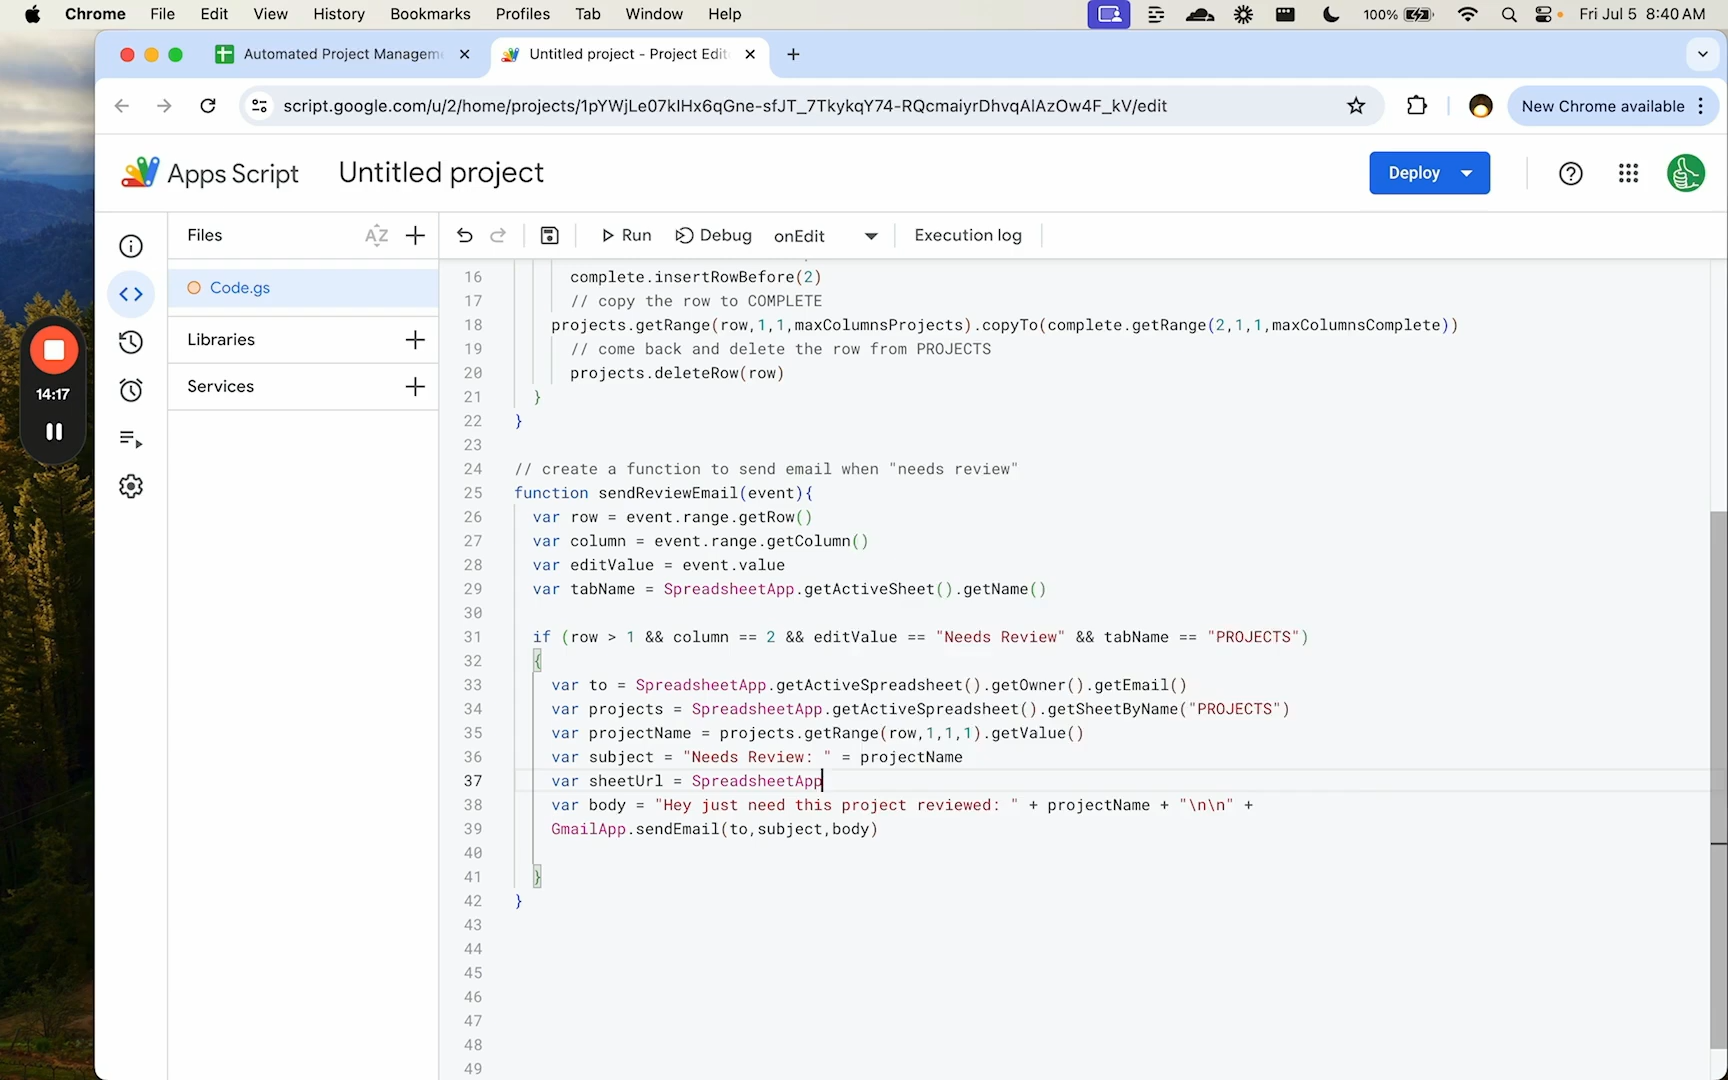 Chrome File Edit View History Bookmarks Profiles Tab Window Help 100% Fri Jul 5 8:40 AM
Automated Project Managem
Untitled project - Project Edit
script.google.com/u/2/home/projects/1pYWjLe07kIHx6qGne-sfJT_7TkykqY74-RQcmaiyrDhvqAlAzOw4F_kV/edit
New Chrome available
Apps Script Untitled project Deploy
Files AZ Run Debug onEdit Execution log
Code.gs
Libraries
Services
14:17
16 complete.insertRowBefore(2)
17 // copy the row to COMPLETE
18 projects.getRange(row,1,1,maxColumnsProjects).copyTo(complete.getRange(2,1,1,maxColumnsComplete))
19 // come back and delete the row from PROJECTS
20 projects.deleteRow(row)
21 }
22 }
23
24 // create a function to send email when "needs review"
25 function sendReviewEmail(event){
26 var row = event.range.getRow()
27 var column = event.range.getColumn()
28 var editValue = event.value
29 var tabName = SpreadsheetApp.getActiveSheet().getName()
30
31 if (row > 1 && column == 2 && editValue == "Needs Review" && tabName == "PROJECTS")
32 {
33 var to = SpreadsheetApp.getActiveSpreadsheet().getOwner().getEmail()
34 var projects = SpreadsheetApp.getActiveSpreadsheet().getSheetByName("PROJECTS")
35 var projectName = projects.getRange(row,1,1,1).getValue()
36 var subject = "Needs Review: " = projectName
37 var sheetUrl = SpreadsheetApp
38 var body = "Hey just need this project reviewed: " + projectName + "\n\n" +
39 GmailApp.sendEmail(to,subject,body)
40
41 }
42 }
43
44
45
46
47
48
49